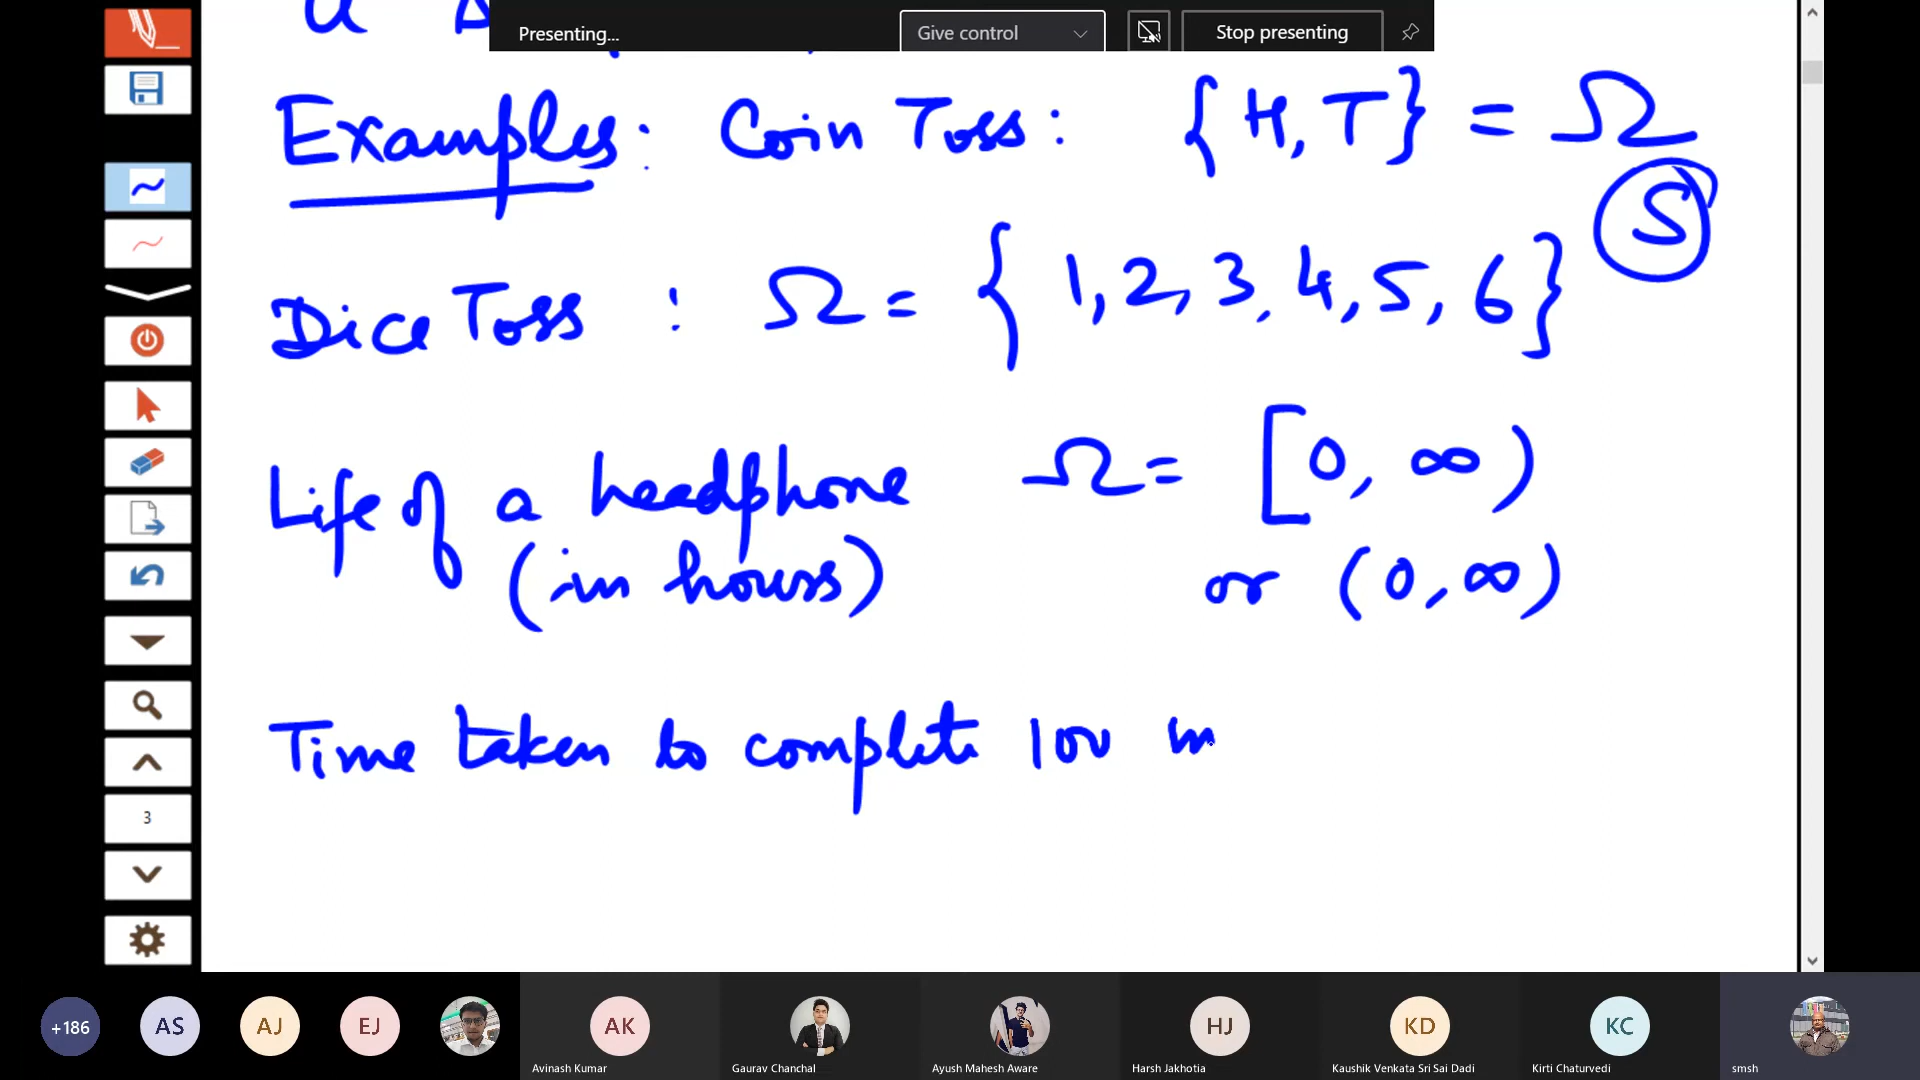 Presenting...
Give control
Stop presenting
Examples: Coin Toss: {H, T} = Ω
S
Dice Toss : Ω = {1, 2, 3, 4, 5, 6}
Life of a headphone Ω = [0, ∞)
(in hours) or (0, ∞)
Time taken to complete 100 m
3
+186
AS
AJ
EJ
AK
HJ
KD
KC
Avinash Kumar
Gaurav Chanchal
Ayush Mahesh Aware
Harsh Jakhotia
Kaushik Venkata Sri Sai Dadi
Kirti Chaturvedi
smsh